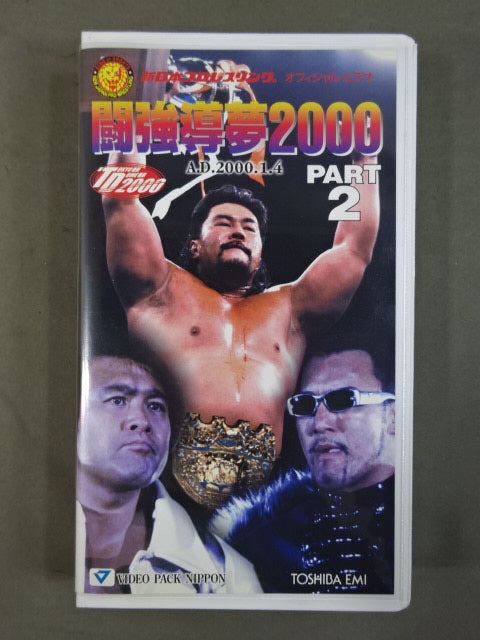 新日本プロレスリング オフィシャルビデオ
闘強導夢2000
A.D.2000.1.4
PART
2
2000
VIDEO PACK NIPPON
TOSHIBA EMI